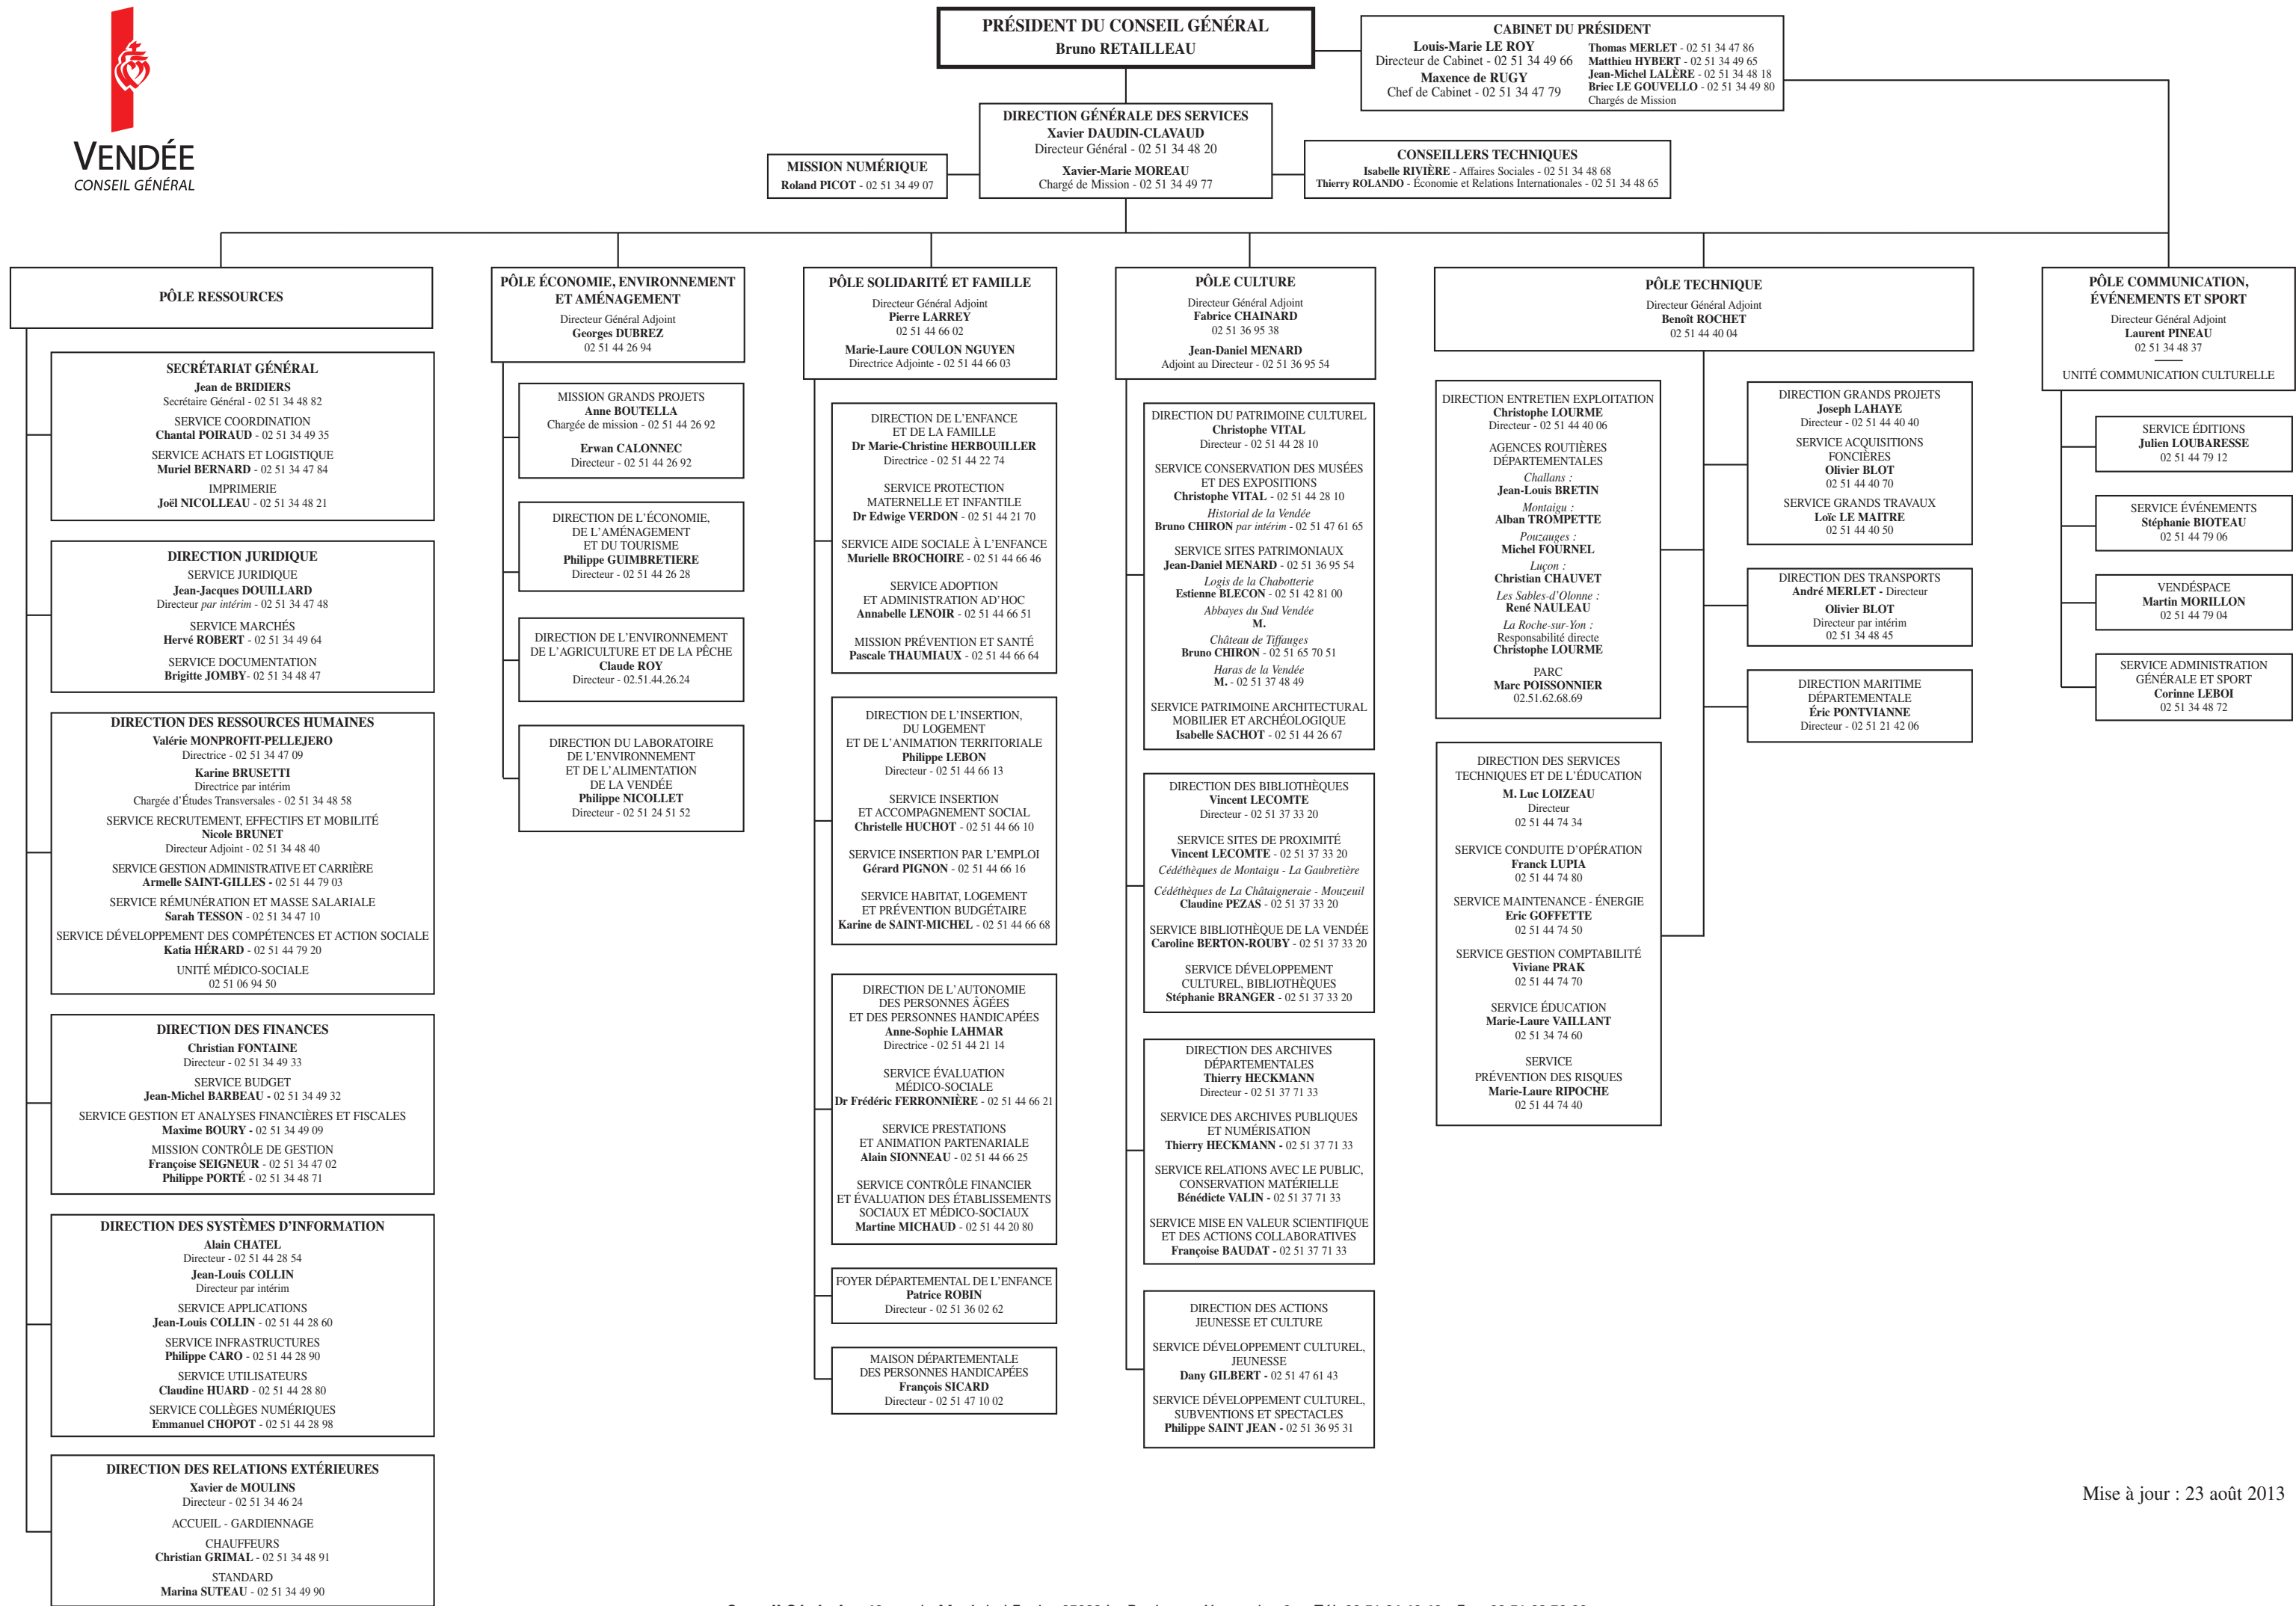 VENDÉE
CONSEIL GÉNÉRAL
PRÉSIDENT DU CONSEIL GÉNÉRAL
Bruno RETAILLEAU
CABINET DU PRÉSIDENT
Louis-Marie LE ROY
Directeur de Cabinet - 02 51 34 49 66
Maxence de RUGY
Chef de Cabinet - 02 51 34 47 79
Thomas MERLET - 02 51 34 47 86
Matthieu HYBERT - 02 51 34 49 65
Jean-Michel LALÈRE - 02 51 34 48 18
Briec LE GOUVELLO - 02 51 34 49 80
Chargés de Mission
DIRECTION GÉNÉRALE DES SERVICES
Xavier DAUDIN-CLAVAUD
Directeur Général - 02 51 34 48 20
Xavier-Marie MOREAU
Chargé de Mission - 02 51 34 49 77
MISSION NUMÉRIQUE
Roland PICOT - 02 51 34 49 07
CONSEILLERS TECHNIQUES
Isabelle RIVIÈRE - Affaires Sociales - 02 51 34 48 68
Thierry ROLANDO - Économie et Relations Internationales - 02 51 34 48 65
PÔLE RESSOURCES
SECRÉTARIAT GÉNÉRAL
Jean de BRIDIERS
Secrétaire Général - 02 51 34 48 82
SERVICE COORDINATION
Chantal POIRAUD - 02 51 34 49 35
SERVICE ACHATS ET LOGISTIQUE
Muriel BERNARD - 02 51 34 47 84
IMPRIMERIE
Joël NICOLLEAU - 02 51 34 48 21
DIRECTION JURIDIQUE
SERVICE JURIDIQUE
Jean-Jacques DOUILLARD
Directeur par intérim - 02 51 34 47 48
SERVICE MARCHÉS
Hervé ROBERT - 02 51 34 49 64
SERVICE DOCUMENTATION
Brigitte JOMBY- 02 51 34 48 47
DIRECTION DES RESSOURCES HUMAINES
Valérie MONPROFIT-PELLEJERO
Directrice - 02 51 34 47 09
Karine BRUSETTI
Directrice par intérim
Chargée d'Études Transversales - 02 51 34 48 58
SERVICE RECRUTEMENT, EFFECTIFS ET MOBILITÉ
Nicole BRUNET
Directeur Adjoint - 02 51 34 48 40
SERVICE GESTION ADMINISTRATIVE ET CARRIÈRE
Armelle SAINT-GILLES - 02 51 44 79 03
SERVICE RÉMUNÉRATION ET MASSE SALARIALE
Sarah TESSON - 02 51 34 47 10
SERVICE DÉVELOPPEMENT DES COMPÉTENCES ET ACTION SOCIALE
Katia HÉRARD - 02 51 44 79 20
UNITÉ MÉDICO-SOCIALE
02 51 06 94 50
DIRECTION DES FINANCES
Christian FONTAINE
Directeur - 02 51 34 49 33
SERVICE BUDGET
Jean-Michel BARBEAU - 02 51 34 49 32
SERVICE GESTION ET ANALYSES FINANCIÈRES ET FISCALES
Maxime BOURY - 02 51 34 49 09
MISSION CONTRÔLE DE GESTION
Françoise SEIGNEUR - 02 51 34 47 02
Philippe PORTÉ - 02 51 34 48 71
DIRECTION DES SYSTÈMES D'INFORMATION
Alain CHATEL
Directeur - 02 51 44 28 54
Jean-Louis COLLIN
Directeur par intérim
SERVICE APPLICATIONS
Jean-Louis COLLIN - 02 51 44 28 60
SERVICE INFRASTRUCTURES
Philippe CARO - 02 51 44 28 90
SERVICE UTILISATEURS
Claudine HUARD - 02 51 44 28 80
SERVICE COLLÈGES NUMÉRIQUES
Emmanuel CHOPOT - 02 51 44 28 98
DIRECTION DES RELATIONS EXTÉRIEURES
Xavier de MOULINS
Directeur - 02 51 34 46 24
ACCUEIL - GARDIENNAGE
CHAUFFEURS
Christian GRIMAL - 02 51 34 48 91
STANDARD
Marina SUTEAU - 02 51 34 49 90
PÔLE ÉCONOMIE, ENVIRONNEMENT
ET AMÉNAGEMENT
Directeur Général Adjoint
Georges DUBREZ
02 51 44 26 94
MISSION GRANDS PROJETS
Anne BOUTELLA
Chargée de mission - 02 51 44 26 92
Erwan CALONNEC
Directeur - 02 51 44 26 92
DIRECTION DE L'ÉCONOMIE,
DE L'AMÉNAGEMENT
ET DU TOURISME
Philippe GUIMBRETIERE
Directeur - 02 51 44 26 28
DIRECTION DE L'ENVIRONNEMENT
DE L'AGRICULTURE ET DE LA PÊCHE
Claude ROY
Directeur - 02.51.44.26.24
DIRECTION DU LABORATOIRE
DE L'ENVIRONNEMENT
ET DE L'ALIMENTATION
DE LA VENDÉE
Philippe NICOLLET
Directeur - 02 51 24 51 52
PÔLE SOLIDARITÉ ET FAMILLE
Directeur Général Adjoint
Pierre LARREY
02 51 44 66 02
Marie-Laure COULON NGUYEN
Directrice Adjointe - 02 51 44 66 03
DIRECTION DE L'ENFANCE
ET DE LA FAMILLE
Dr Marie-Christine HERBOUILLER
Directrice - 02 51 44 22 74
SERVICE PROTECTION
MATERNELLE ET INFANTILE
Dr Edwige VERDON - 02 51 44 21 70
SERVICE AIDE SOCIALE À L'ENFANCE
Murielle BROCHOIRE - 02 51 44 66 46
SERVICE ADOPTION
ET ADMINISTRATION AD'HOC
Annabelle LENOIR - 02 51 44 66 51
MISSION PRÉVENTION ET SANTÉ
Pascale THAUMIAUX - 02 51 44 66 64
DIRECTION DE L'INSERTION,
DU LOGEMENT
ET DE L'ANIMATION TERRITORIALE
Philippe LEBON
Directeur - 02 51 44 66 13
SERVICE INSERTION
ET ACCOMPAGNEMENT SOCIAL
Christelle HUCHOT - 02 51 44 66 10
SERVICE INSERTION PAR L'EMPLOI
Gérard PIGNON - 02 51 44 66 16
SERVICE HABITAT, LOGEMENT
ET PRÉVENTION BUDGÉTAIRE
Karine de SAINT-MICHEL - 02 51 44 66 68
DIRECTION DE L'AUTONOMIE
DES PERSONNES ÂGÉES
ET DES PERSONNES HANDICAPÉES
Anne-Sophie LAHMAR
Directrice - 02 51 44 21 14
SERVICE ÉVALUATION
MÉDICO-SOCIALE
Dr Frédéric FERRONNIÈRE - 02 51 44 66 21
SERVICE PRESTATIONS
ET ANIMATION PARTENARIALE
Alain SIONNEAU - 02 51 44 66 25
SERVICE CONTRÔLE FINANCIER
ET ÉVALUATION DES ÉTABLISSEMENTS
SOCIAUX ET MÉDICO-SOCIAUX
Martine MICHAUD - 02 51 44 20 80
FOYER DÉPARTEMENTAL DE L'ENFANCE
Patrice ROBIN
Directeur - 02 51 36 02 62
MAISON DÉPARTEMENTALE
DES PERSONNES HANDICAPÉES
François SICARD
Directeur - 02 51 47 10 02
PÔLE CULTURE
Directeur Général Adjoint
Fabrice CHAINARD
02 51 36 95 38
Jean-Daniel MENARD
Adjoint au Directeur - 02 51 36 95 54
DIRECTION DU PATRIMOINE CULTUREL
Christophe VITAL
Directeur - 02 51 44 28 10
SERVICE CONSERVATION DES MUSÉES
ET DES EXPOSITIONS
Christophe VITAL - 02 51 44 28 10
Historial de la Vendée
Bruno CHIRON par intérim - 02 51 47 61 65
SERVICE SITES PATRIMONIAUX
Jean-Daniel MENARD - 02 51 36 95 54
Logis de la Chabotterie
Estienne BLECON - 02 51 42 81 00
Abbayes du Sud Vendée
M.
Château de Tiffauges
Bruno CHIRON - 02 51 65 70 51
Haras de la Vendée
M. - 02 51 37 48 49
SERVICE PATRIMOINE ARCHITECTURAL
MOBILIER ET ARCHÉOLOGIQUE
Isabelle SACHOT - 02 51 44 26 67
DIRECTION DES BIBLIOTHÈQUES
Vincent LECOMTE
Directeur - 02 51 37 33 20
SERVICE SITES DE PROXIMITÉ
Vincent LECOMTE - 02 51 37 33 20
Cédéthèques de Montaigu - La Gaubretière
Cédéthèques de La Châtaigneraie - Mouzeuil
Claudine PEZAS - 02 51 37 33 20
SERVICE BIBLIOTHÈQUE DE LA VENDÉE
Caroline BERTON-ROUBY - 02 51 37 33 20
SERVICE DÉVELOPPEMENT
CULTUREL, BIBLIOTHÈQUES
Stéphanie BRANGER - 02 51 37 33 20
DIRECTION DES ARCHIVES
DÉPARTEMENTALES
Thierry HECKMANN
Directeur - 02 51 37 71 33
SERVICE DES ARCHIVES PUBLIQUES
ET NUMÉRISATION
Thierry HECKMANN - 02 51 37 71 33
SERVICE RELATIONS AVEC LE PUBLIC,
CONSERVATION MATÉRIELLE
Bénédicte VALIN - 02 51 37 71 33
SERVICE MISE EN VALEUR SCIENTIFIQUE
ET DES ACTIONS COLLABORATIVES
Françoise BAUDAT - 02 51 37 71 33
DIRECTION DES ACTIONS
JEUNESSE ET CULTURE
SERVICE DÉVELOPPEMENT CULTUREL,
JEUNESSE
Dany GILBERT - 02 51 47 61 43
SERVICE DÉVELOPPEMENT CULTUREL,
SUBVENTIONS ET SPECTACLES
Philippe SAINT JEAN - 02 51 36 95 31
PÔLE TECHNIQUE
Directeur Général Adjoint
Benoît ROCHET
02 51 44 40 04
DIRECTION ENTRETIEN EXPLOITATION
Christophe LOURME
Directeur - 02 51 44 40 06
AGENCES ROUTIÈRES
DÉPARTEMENTALES
Challans :
Jean-Louis BRETIN
Montaigu :
Alban TROMPETTE
Pouzauges :
Michel FOURNEL
Luçon :
Christian CHAUVET
Les Sables-d'Olonne :
René NAULEAU
La Roche-sur-Yon :
Responsabilité directe
Christophe LOURME
PARC
Marc POISSONNIER
02.51.62.68.69
DIRECTION DES SERVICES
TECHNIQUES ET DE L'ÉDUCATION
M. Luc LOIZEAU
Directeur
02 51 44 74 34
SERVICE CONDUITE D'OPÉRATION
Franck LUPIA
02 51 44 74 80
SERVICE MAINTENANCE - ÉNERGIE
Eric GOFFETTE
02 51 44 74 50
SERVICE GESTION COMPTABILITÉ
Viviane PRAK
02 51 44 74 70
SERVICE ÉDUCATION
Marie-Laure VAILLANT
02 51 34 74 60
SERVICE
PRÉVENTION DES RISQUES
Marie-Laure RIPOCHE
02 51 44 74 40
DIRECTION GRANDS PROJETS
Joseph LAHAYE
Directeur - 02 51 44 40 40
SERVICE ACQUISITIONS
FONCIÈRES
Olivier BLOT
02 51 44 40 70
SERVICE GRANDS TRAVAUX
Loïc LE MAITRE
02 51 44 40 50
DIRECTION DES TRANSPORTS
André MERLET - Directeur
Olivier BLOT
Directeur par intérim
02 51 34 48 45
DIRECTION MARITIME
DÉPARTEMENTALE
Éric PONTVIANNE
Directeur - 02 51 21 42 06
PÔLE COMMUNICATION,
ÉVÉNEMENTS ET SPORT
Directeur Général Adjoint
Laurent PINEAU
02 51 34 48 37
UNITÉ COMMUNICATION CULTURELLE
SERVICE ÉDITIONS
Julien LOUBARESSE
02 51 44 79 12
SERVICE ÉVÉNEMENTS
Stéphanie BIOTEAU
02 51 44 79 06
VENDÉSPACE
Martin MORILLON
02 51 44 79 04
SERVICE ADMINISTRATION
GÉNÉRALE ET SPORT
Corinne LEBOI
02 51 34 48 72
Mise à jour : 23 août 2013